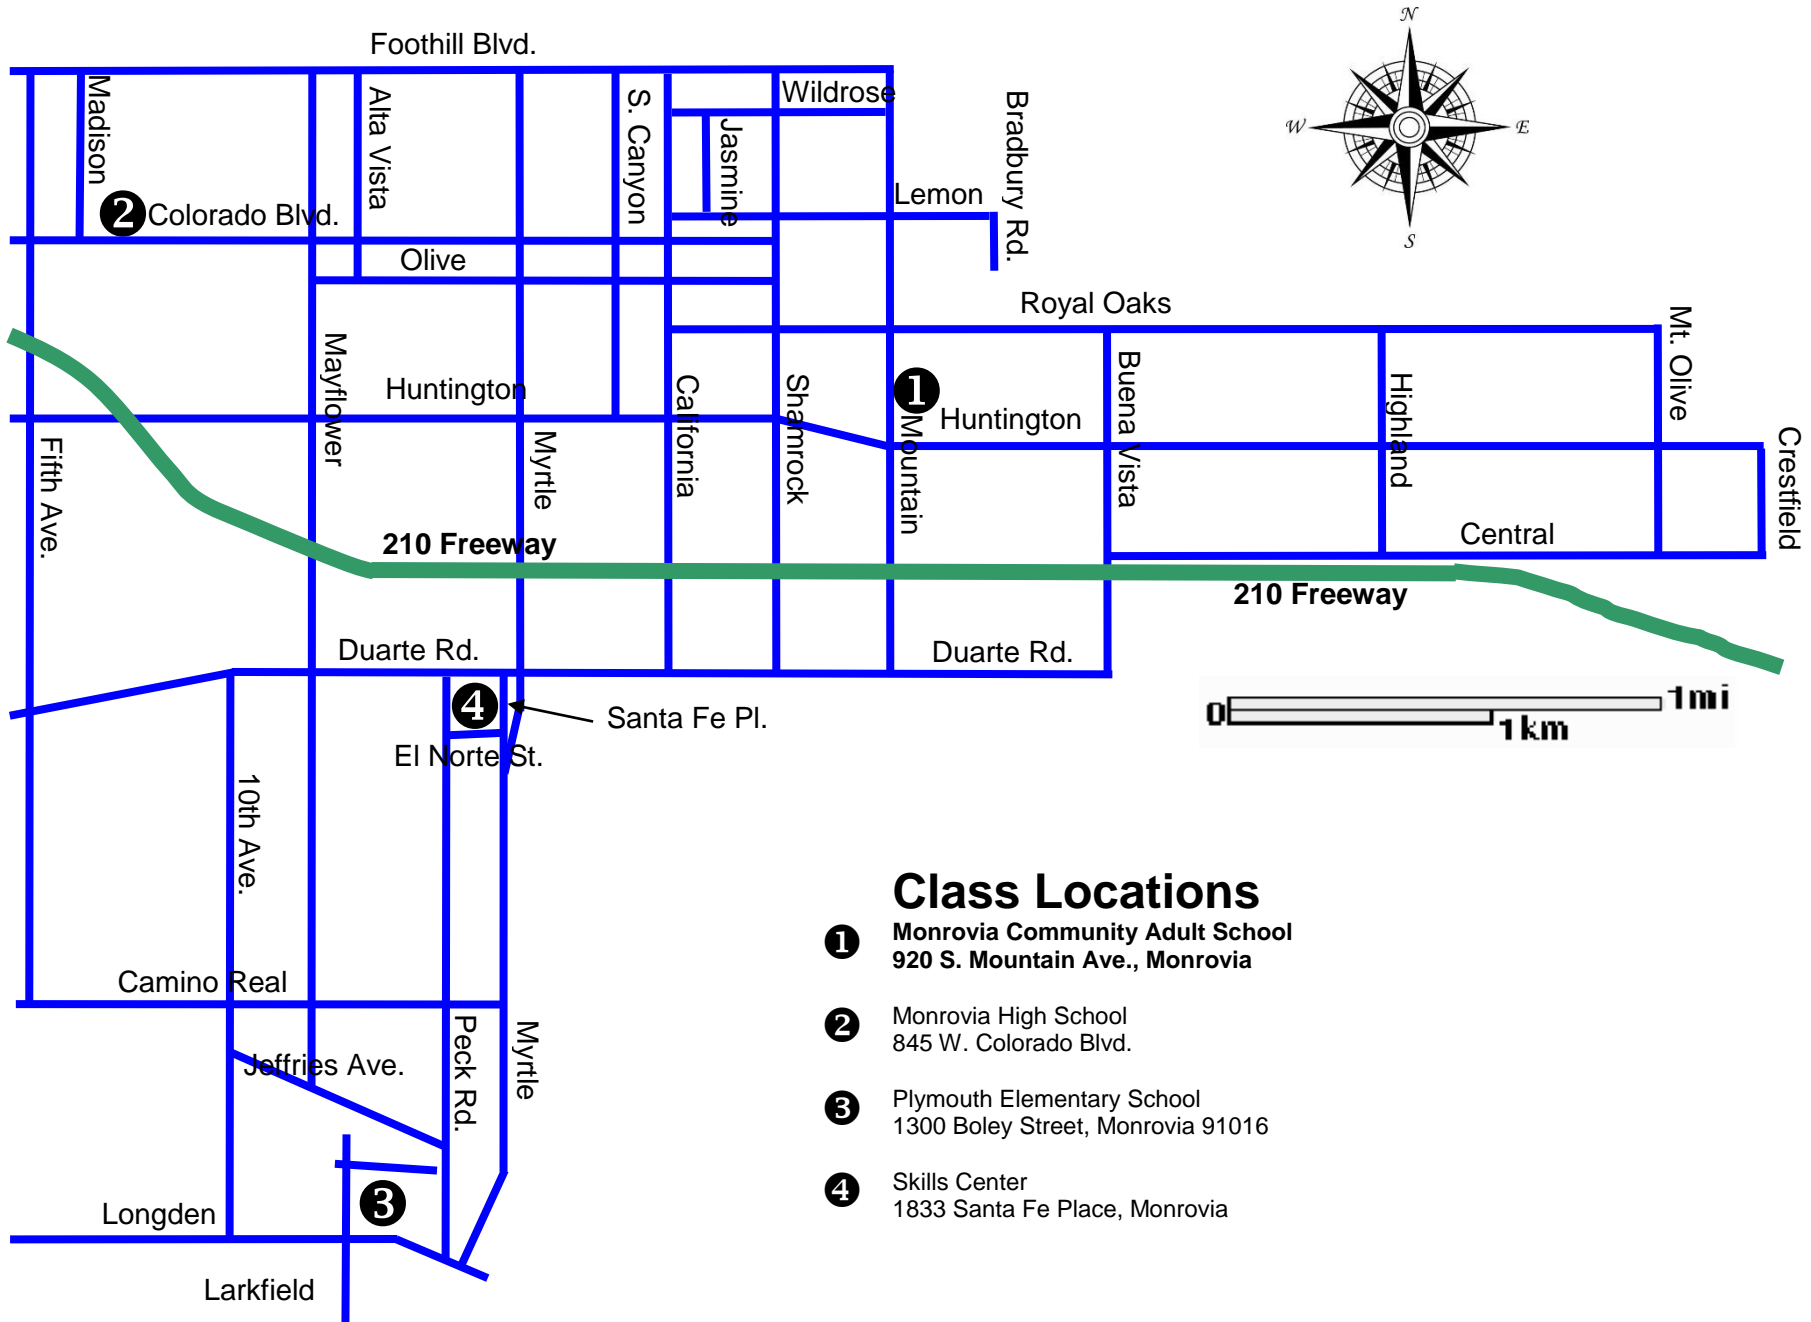 N
Foothill Blvd.
Wildrose
Madison
Alta Vista
S. Canyon
Jasmine
Bradbury Rd.
W
E
Lemon
2
Colorado Blvd.
S
Olive
Royal Oaks
Mt. Olive
Mayflower
Huntington
California
Shamrock
1
Huntington
Mountain
Buena Vista
Highland
Crestfield
Fifth Ave.
Myrtle
210 Freeway
Central
210 Freeway
Duarte Rd.
Duarte Rd.
4
Santa Fe Pl.
0
1mi
1km
El Norte St.
10th Ave.
Class Locations
1
Monrovia Community Adult School
920 S. Mountain Ave., Monrovia
Camino Real
2
Monrovia High School
845 W. Colorado Blvd.
Peck Rd.
Myrtle
Jeffries Ave.
3
Plymouth Elementary School
1300 Boley Street, Monrovia 91016
3
4
Skills Center
1833 Santa Fe Place, Monrovia
Longden
Larkfield